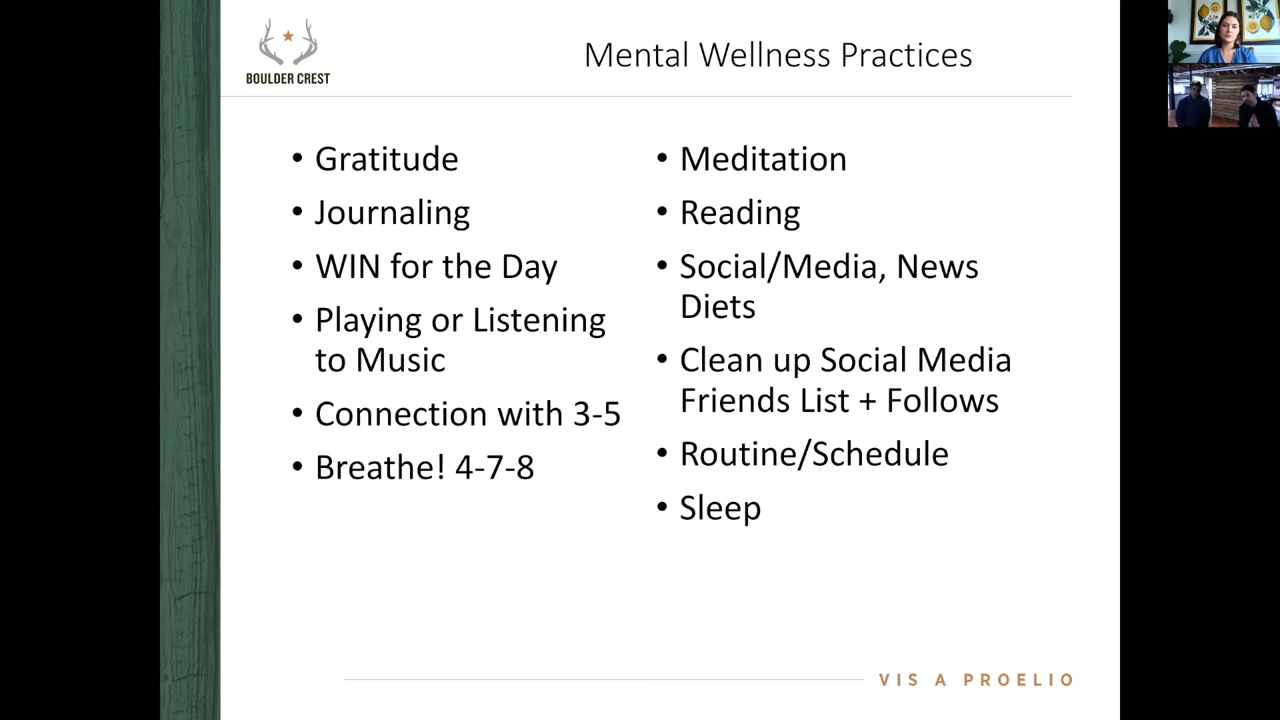 BOULDER CREST
Mental Wellness Practices
• Gratitude
• Journaling
• WIN for the Day
• Playing or Listening
to Music
• Connection with 3-5
• Breathe! 4-7-8
• Meditation
• Reading
• Social/Media, News
Diets
• Clean up Social Media
Friends List + Follows
• Routine/Schedule
• Sleep
VIS A PROELIO